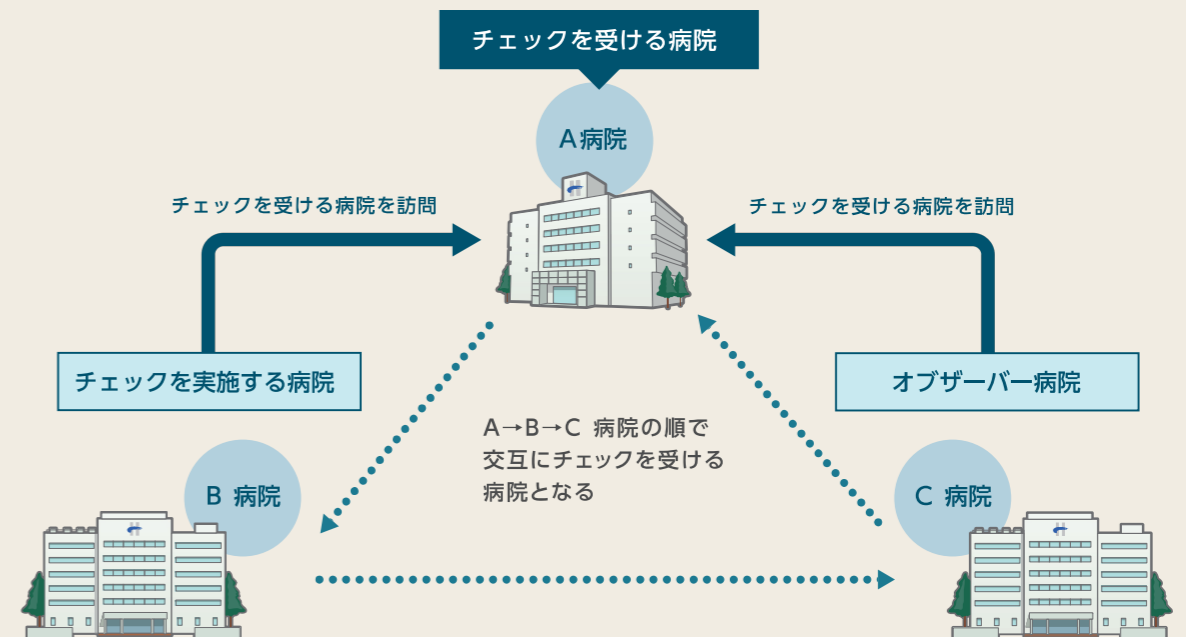 チェックを受ける病院
A病院
チェックを受ける病院を訪問
チェックを受ける病院を訪問
チェックを実施する病院
オブザーバー病院
A→B→C 病院の順で
交互にチェックを受ける
病院となる
B 病院
C 病院